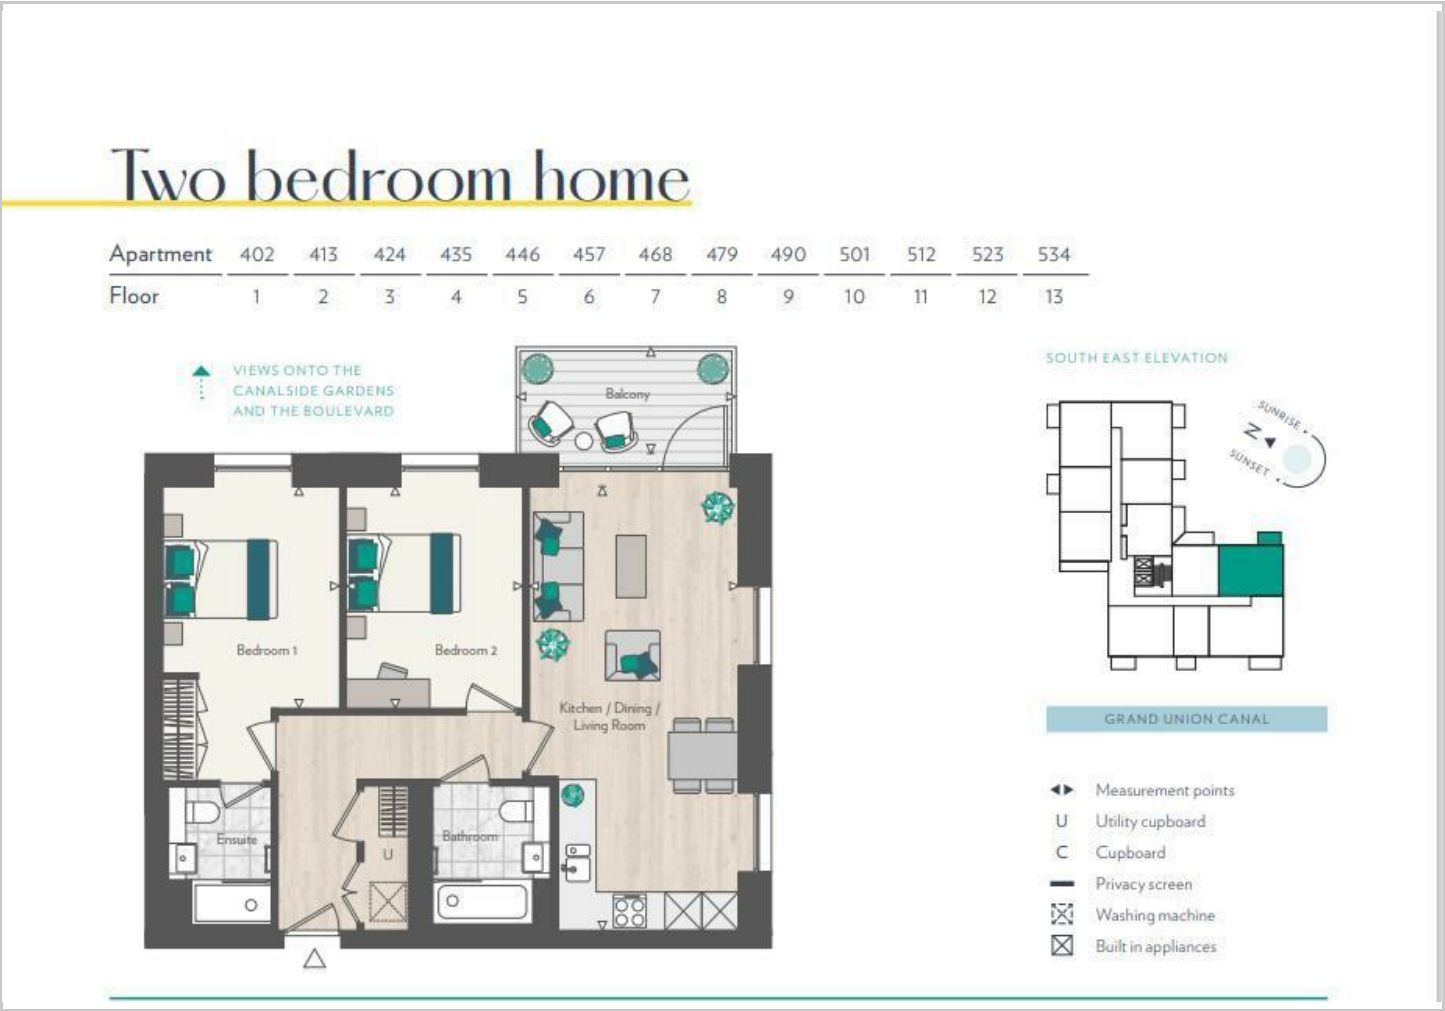 Two bedroom home
Apartment 402 413 424 435 446 457 468 479 490 501 512 523 534
Floor 1 2 3 4 5 6 7 8 9 10 11 12 13
VIEWS ONTO THE
CANALSIDE GARDENS
AND THE BOULEVARD
Balcony
Bedroom 1
Bedroom 2
Kitchen / Dining /
Living Room
Ensuite
U
Bathroom
SOUTH EAST ELEVATION
SUNRISE
N
SUNSET
GRAND UNION CANAL
Measurement points
U Utility cupboard
C Cupboard
Privacy screen
Washing machine
Built in appliances